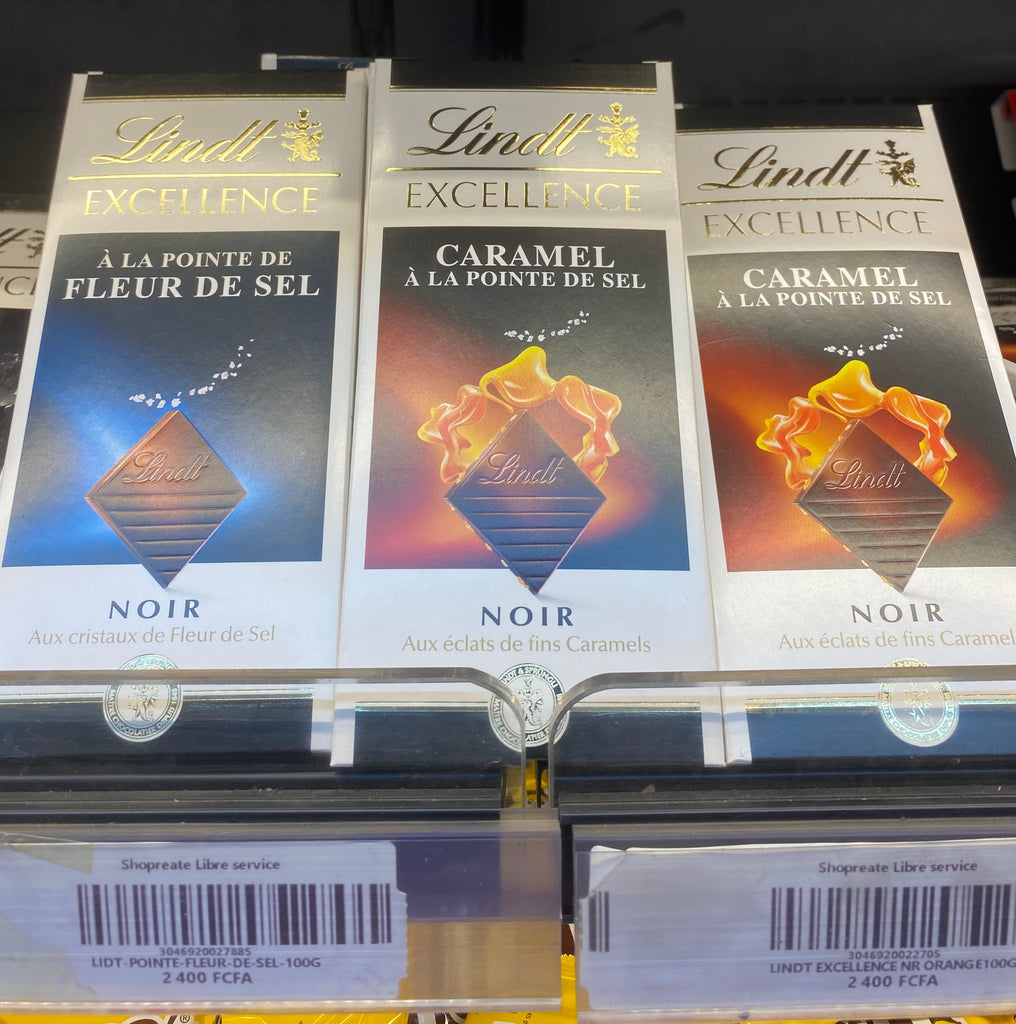 Lindt
EXCELLENCE
À LA POINTE DE
FLEUR DE SEL
Lindt
NOIR
Aux cristaux de Fleur de Sel
Lindt
EXCELLENCE
CARAMEL
À LA POINTE DE SEL
Lindt
NOIR
Aux éclats de fins Caramels
Lindt
EXCELLENCE
CARAMEL
À LA POINTE DE SEL
Lindt
NOIR
Aux éclats de fins Caramel
Shopreate Libre service
3046920027885
LIDT-POINTE-FLEUR-DE-SEL-100G
2 400 FCFA
Shopreate Libre service
3046920022705
LINDT EXCELLENCE NR ORANGE100G
2 400 FCFA